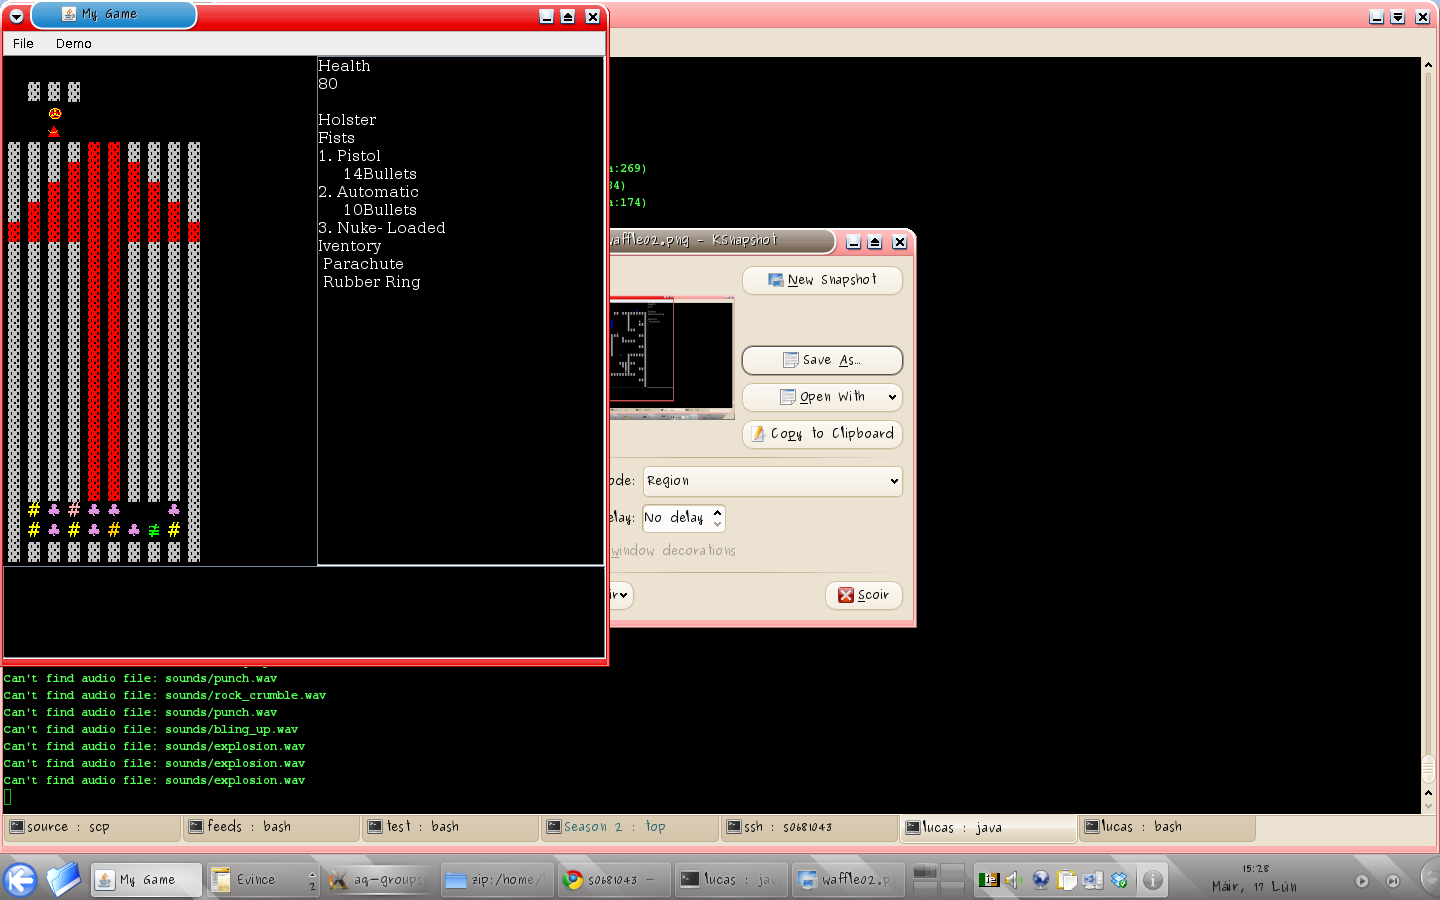 My Game
File Demo
Health
80
Holster
Fists
1. Pistol
14Bullets
2. Automatic
10Bullets
3. Nuke- Loaded
Iventory
Parachute
Rubber Ring
a:269)
34)
a:174)
waffle02.png - KSnapshot
New Snapshot
Save As...
Open With
Copy to Clipboard
ode: Region
elay: No delay
window decorations
ir
Scoir
Can't find audio file: sounds/punch.wav
Can't find audio file: sounds/rock_crumble.wav
Can't find audio file: sounds/punch.wav
Can't find audio file: sounds/bling_up.wav
Can't find audio file: sounds/explosion.wav
Can't find audio file: sounds/explosion.wav
Can't find audio file: sounds/explosion.wav
source : scp
feeds : bash
test : bash
Season 2 : top
ssh : s0681043
lucas : java
lucas : bash
My Game
Evince
2
aq-groupsp
zip:/home/
s0681043 -
lucas : jav
waffle02.pn
15:28
Máir, 17 Lún